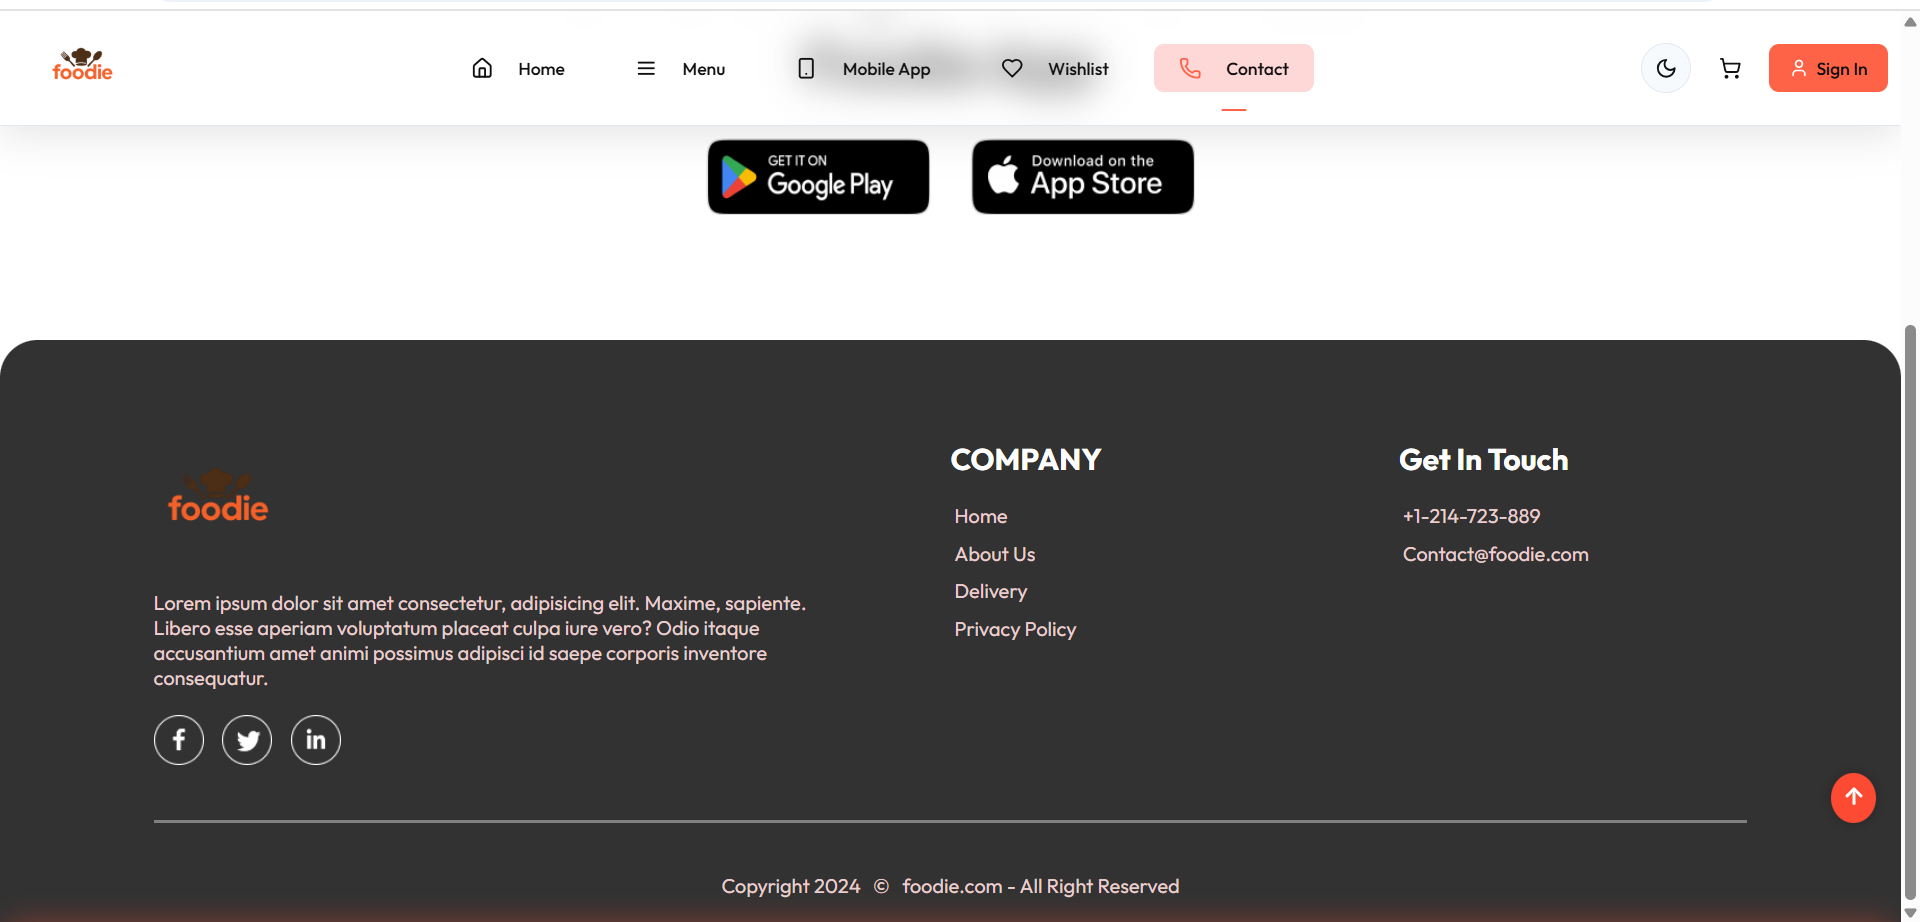 foodie
Home
Menu
Mobile App
Wishlist
Contact
Sign In
GET IT ON
Google Play
Download on the
App Store
foodie
Lorem ipsum dolor sit amet consectetur, adipisicing elit. Maxime, sapiente.
Libero esse aperiam voluptatum placeat culpa iure vero? Odio itaque
accusantium amet animi possimus adipisci id saepe corporis inventore
consequatur.
COMPANY
Home
About Us
Delivery
Privacy Policy
Get In Touch
+1-214-723-889
Contact@foodie.com
Copyright 2024 © foodie.com - All Right Reserved